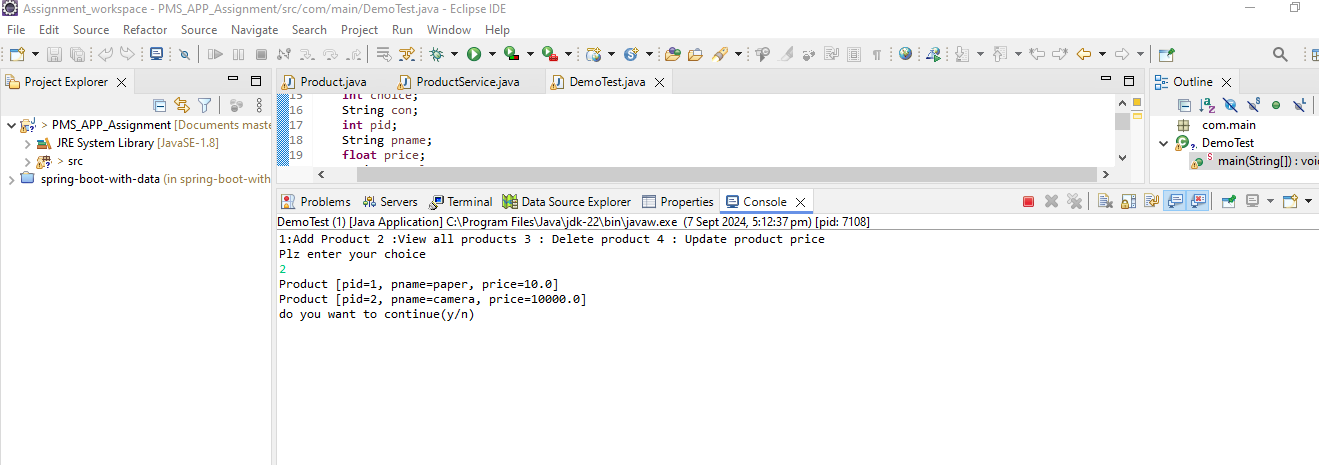 Assignment_workspace - PMS_APP_Assignment/src/com/main/DemoTest.java - Eclipse IDE
File Edit Source Refactor Source Navigate Search Project Run Window Help
Project Explorer
> PMS_APP_Assignment [Documents maste
JRE System Library [JavaSE-1.8]
> src
spring-boot-with-data (in spring-boot-with
Product.java ProductService.java DemoTest.java
15 int choice;
16 String con;
17 int pid;
18 String pname;
19 float price;
Outline
com.main
DemoTest
main(String[]) : void
Problems Servers Terminal Data Source Explorer Properties Console
DemoTest (1) [Java Application] C:\Program Files\Java\jdk-22\bin\javaw.exe (7 Sept 2024, 5:12:37 pm) [pid: 7108]
1:Add Product 2 :View all products 3 : Delete product 4 : Update product price
Plz enter your choice
2
Product [pid=1, pname=paper, price=10.0]
Product [pid=2, pname=camera, price=10000.0]
do you want to continue(y/n)